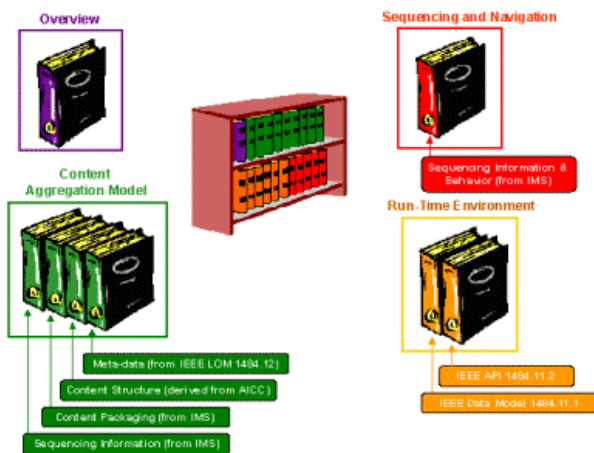 Overview
Sequencing and Navigation
Sequencing Information &
Behavior (from IMS)
Content
Aggregation Model
Run-Time Environment
Meta-data (from IEEE LOM 1484.12)
Content Structure (derived from AICC)
Content Packaging (from IMS)
Sequencing Information (from IMS)
IEEE API 1484.11.2
IEEE Data Model 1484.11.1